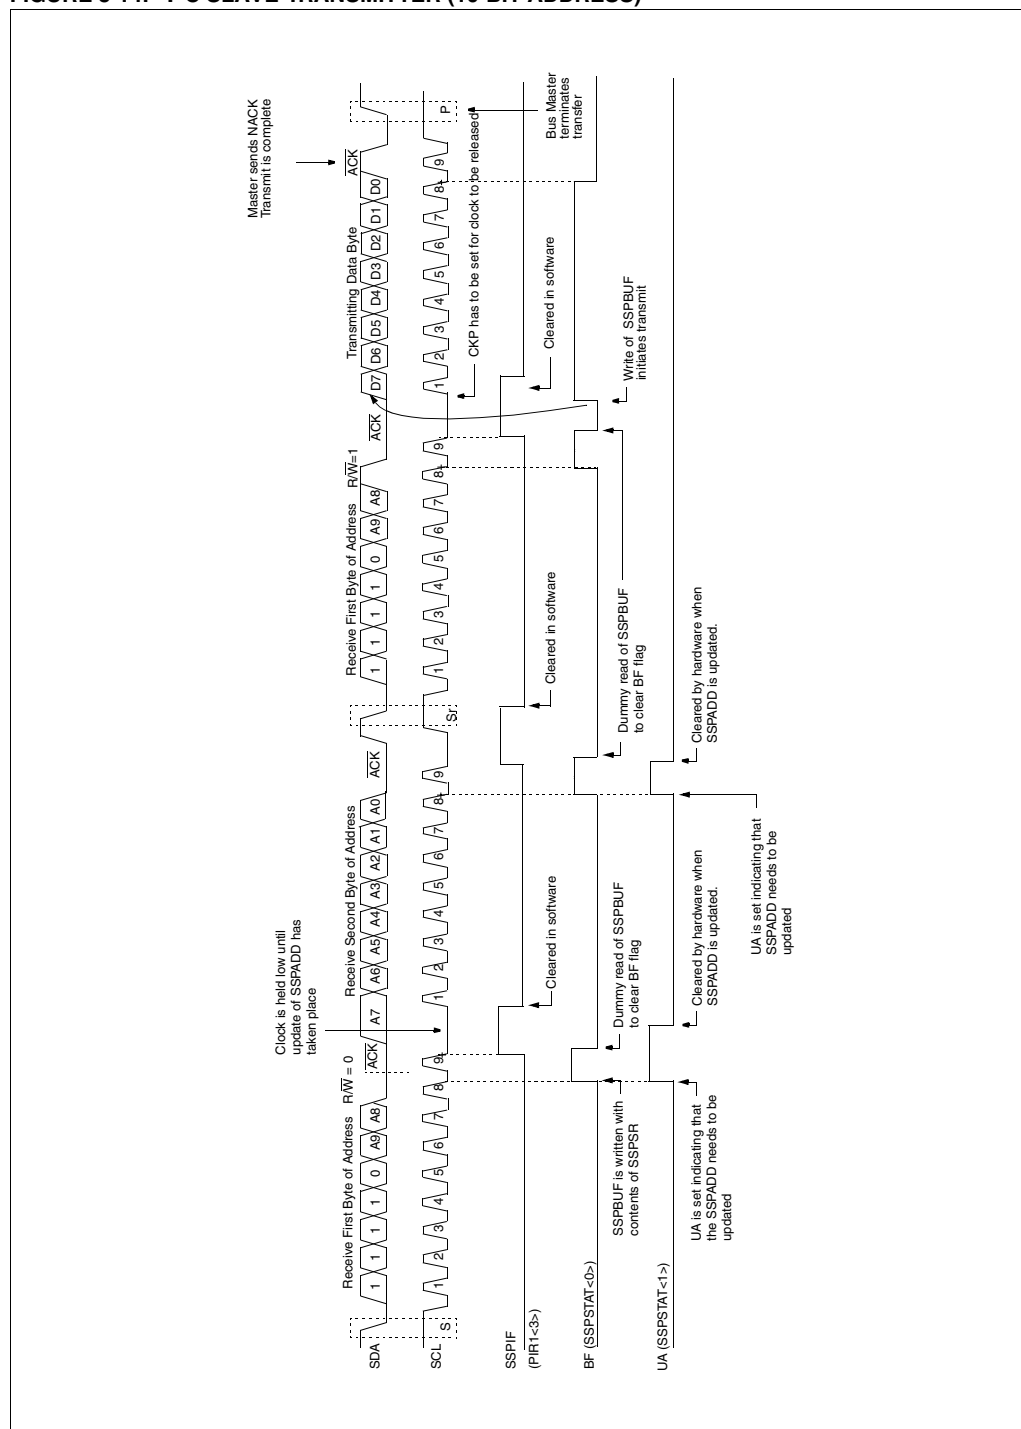 FIGURE 9-14: I²C SLAVE TRANSMITTER (10-BIT ADDRESS)
Master sends NACK
Transmit is complete
Clock is held low until
update of SSPADD has
taken place
Receive First Byte of Address R/W = 0
Receive Second Byte of Address
Receive First Byte of Address R/W=1
Transmitting Data Byte
SDA
1 1 1 1 0 A9 A8
ACK
A7 A6 A5 A4 A3 A2 A1 A0
ACK
1 1 1 1 0 A9 A8
ACK
D7 D6 D5 D4 D3 D2 D1 D0
ACK
SCL
S 1 2 3 4 5 6 7 8 9
1 2 3 4 5 6 7 8 9
Sr 1 2 3 4 5 6 7 8 9
1 2 3 4 5 6 7 8 9 P
CKP has to be set for clock to be released
SSPIF
(PIR1<3>)
Cleared in software
Cleared in software
Cleared in software
Bus Master
terminates
transfer
BF (SSPSTAT<0>)
SSPBUF is written with
contents of SSPSR
Dummy read of SSPBUF
to clear BF flag
Dummy read of SSPBUF
to clear BF flag
Write of SSPBUF
initiates transmit
UA (SSPSTAT<1>)
UA is set indicating that
the SSPADD needs to be
updated
Cleared by hardware when
SSPADD is updated.
UA is set indicating that
SSPADD needs to be
updated
Cleared by hardware when
SSPADD is updated.